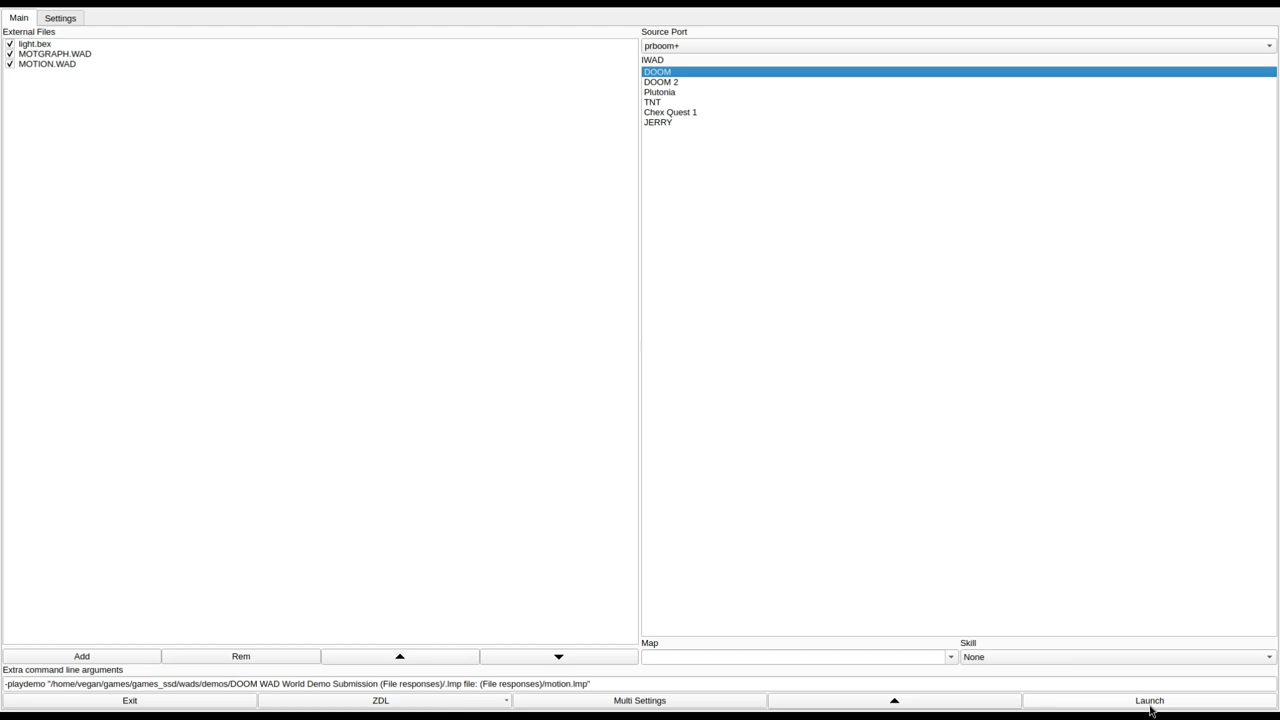 Main Settings
External Files
light.bex
MOTGRAPH.WAD
MOTION.WAD
Source Port
prboom+
IWAD
DOOM
DOOM 2
Plutonia
TNT
Chex Quest 1
JERRY
Map Skill
None
Add Rem
Extra command line arguments
-playdemo "/home/vegan/games/games_ssd/wads/demos/DOOM WAD World Demo Submission (File responses)/.lmp file: (File responses)/motion.lmp"
Exit ZDL Multi Settings Launch